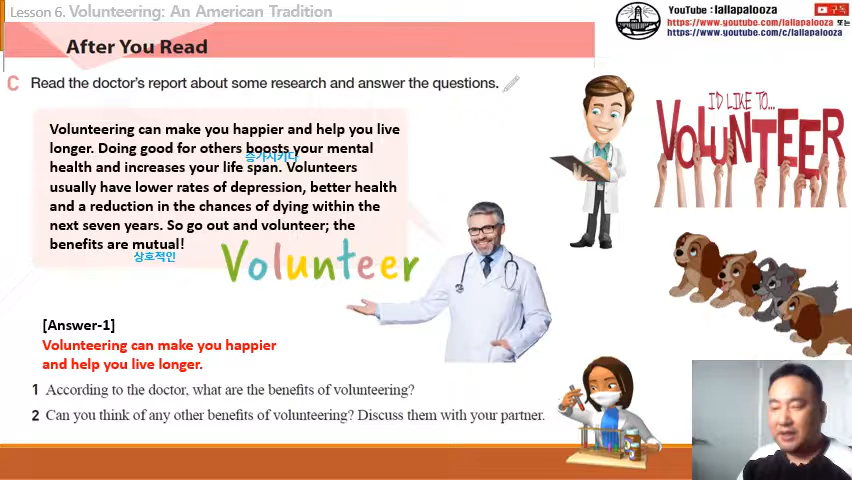 Lesson 6. Volunteering: An American Tradition
YouTube : lallapalooza 구독
https://www.youtube.com/lallapalooza 또는
https://www.youtube.com/c/lallapalooza
After You Read
C Read the doctor's report about some research and answer the questions.
I'D LIKE TO...
VOLUNTEER
Volunteering can make you happier and help you live
longer. Doing good for others boosts your mental
증가시키다
health and increases your life span. Volunteers
usually have lower rates of depression, better health
and a reduction in the chances of dying within the
next seven years. So go out and volunteer; the
benefits are mutual!
상호적인
Volunteer
[Answer-1]
Volunteering can make you happier
and help you live longer.
1 According to the doctor, what are the benefits of volunteering?
2 Can you think of any other benefits of volunteering? Discuss them with your partner.